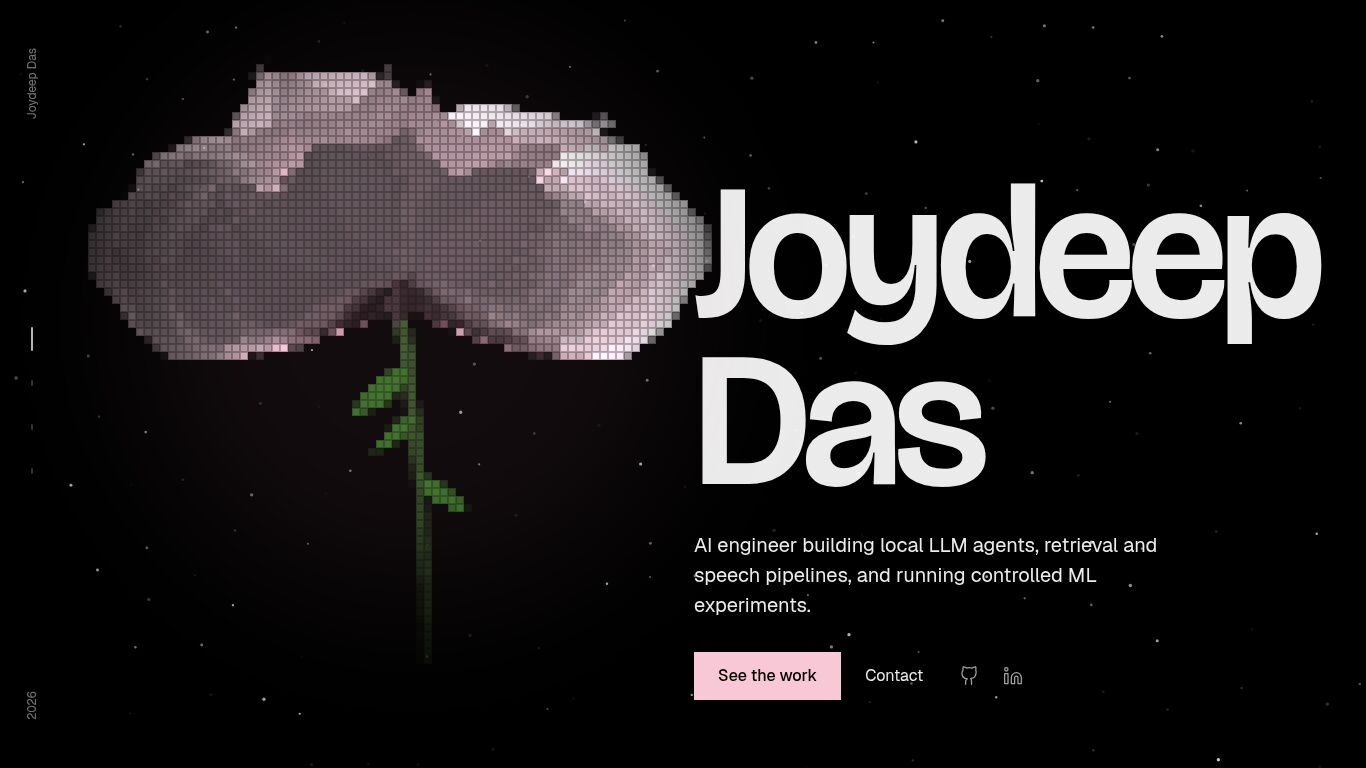 Joydeep Das
Joydeep
Das
AI engineer building local LLM agents, retrieval and
speech pipelines, and running controlled ML
experiments.
See the work
Contact
2026